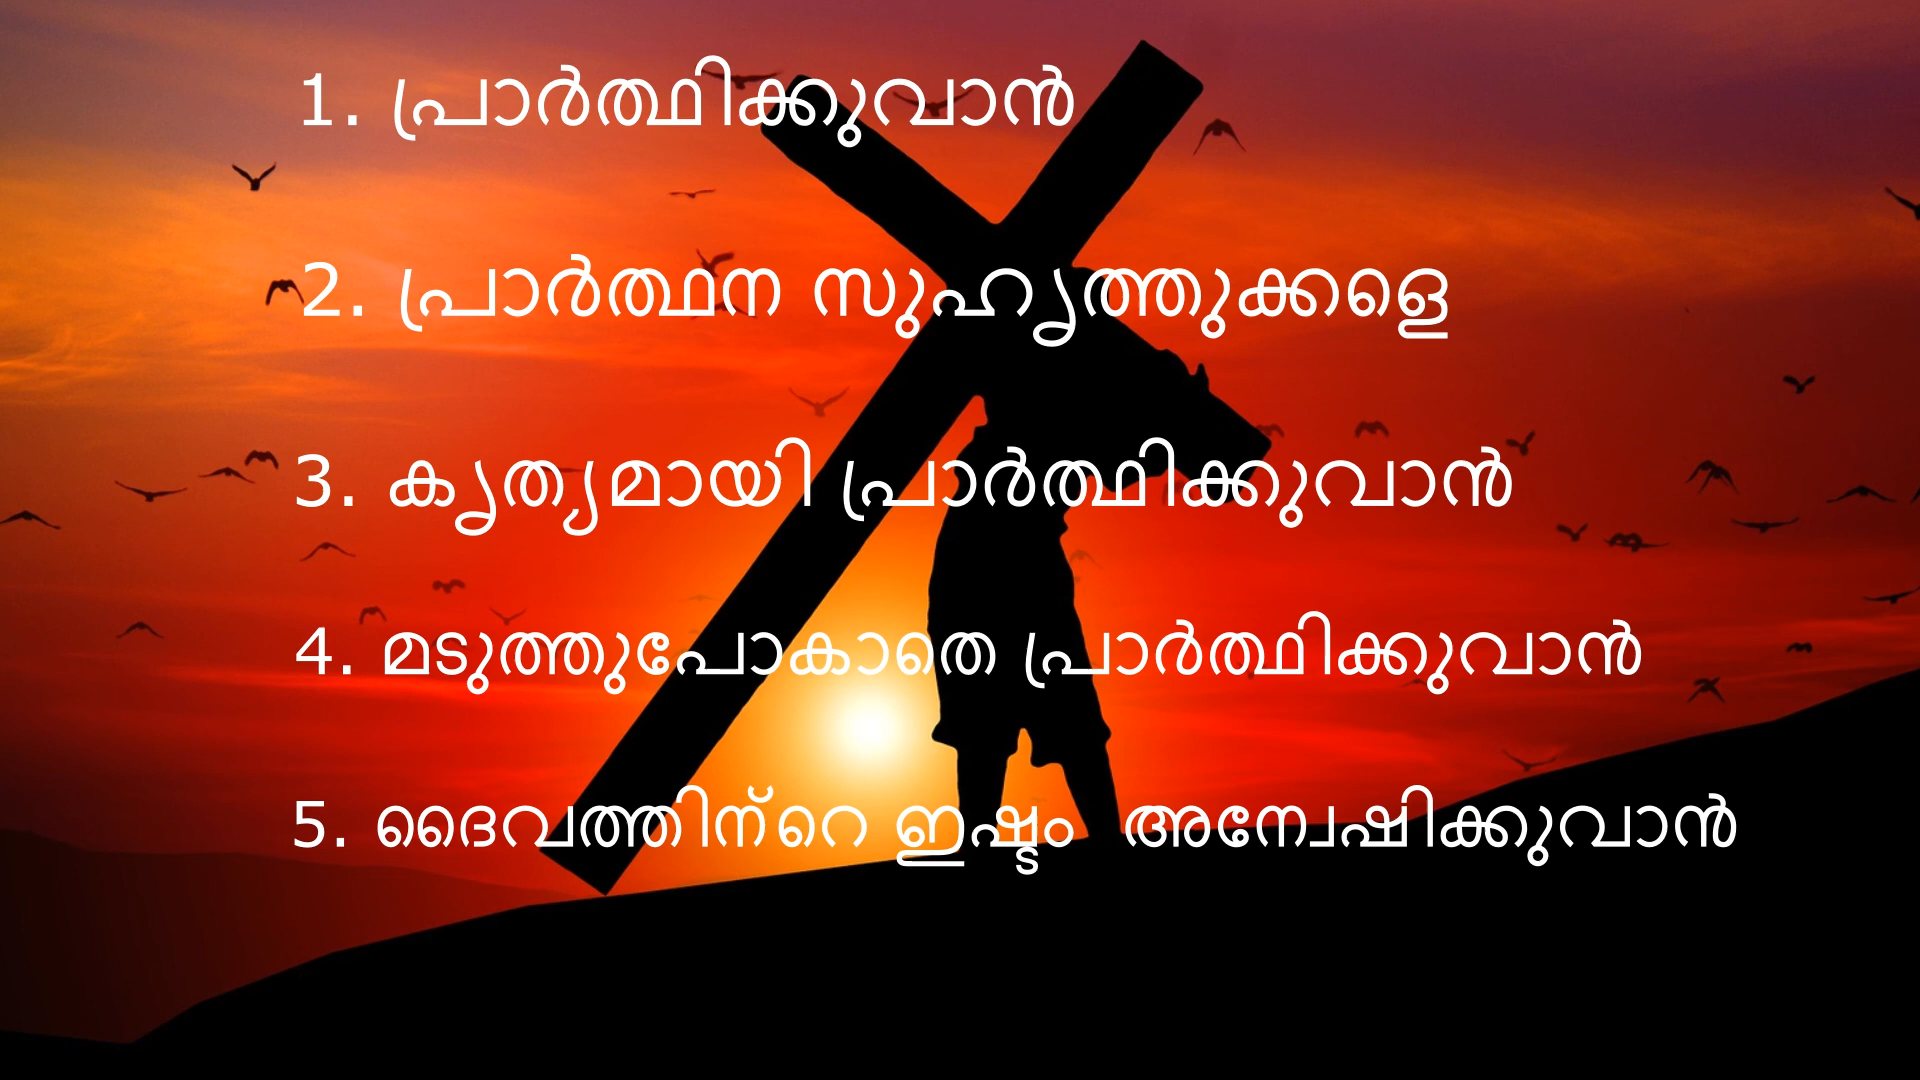 1. പ്രാർത്ഥിക്കുവാൻ
2. പ്രാർത്ഥന സുഹൃത്തുക്കളെ
3. കൃത്യമായി പ്രാർത്ഥിക്കുവാൻ
4. മടുത്തുപോകാതെ പ്രാർത്ഥിക്കുവാൻ
5. ദൈവത്തിന്റെ ഇഷ്ടം അന്വേഷിക്കുവാൻ